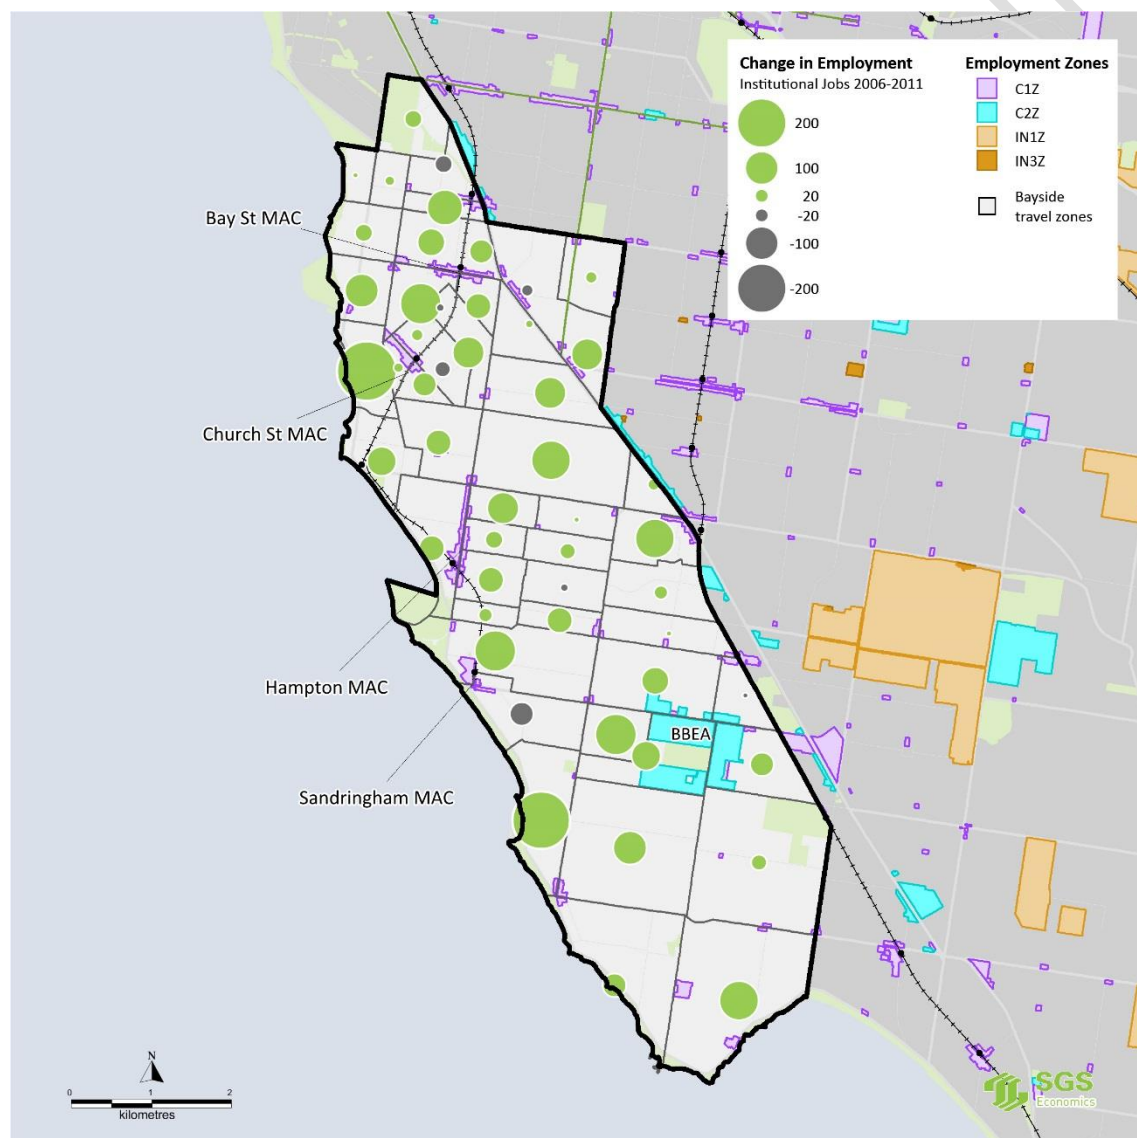 Change in Employment
Institutional Jobs 2006-2011
200
100
20
-20
-100
-200
Employment Zones
C1Z
C2Z
IN1Z
IN3Z
Bayside
travel zones
Bay St MAC
Church St MAC
Hampton MAC
BBEA
Sandringham MAC
N
0 1 2
kilometres
SGS
Economics